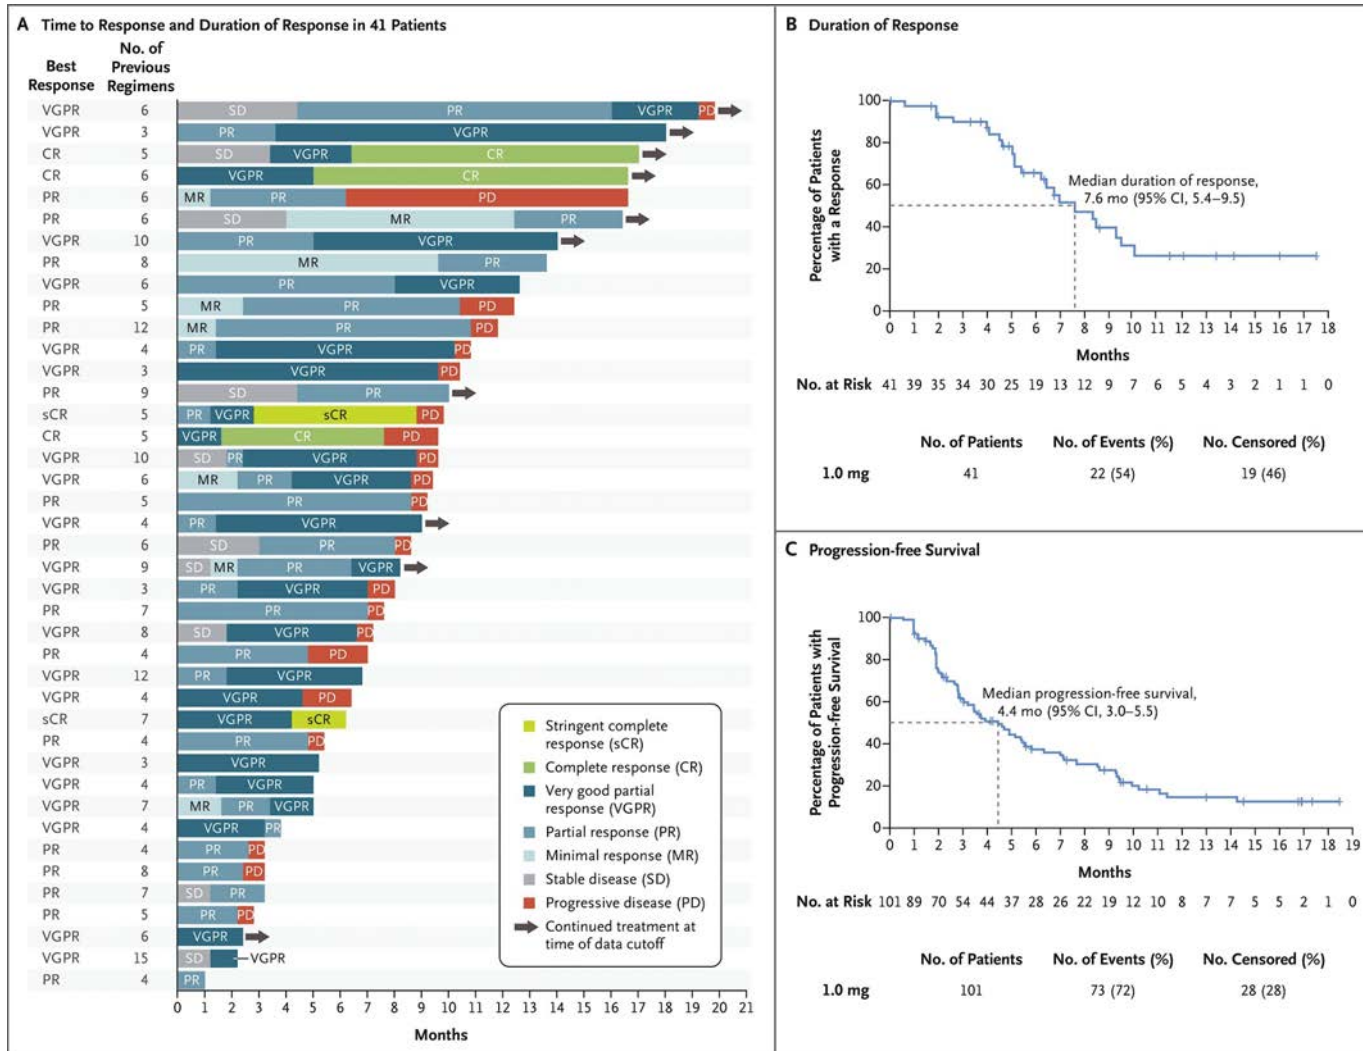 A Time to Response and Duration of Response in 41 Patients
Best Response
No. of Previous Regimens
VGPR 6 SD PR VGPR PD
VGPR 3 PR VGPR
CR 5 SD VGPR CR
CR 6 VGPR CR
PR 6 MR PR PD
PR 6 SD MR PR
VGPR 10 PR VGPR
PR 8 MR PR
VGPR 6 PR VGPR
PR 5 MR PR PD
PR 12 MR PR PD
VGPR 4 PR VGPR PD
VGPR 3 VGPR PD
PR 9 SD PR
sCR 5 PR VGPR sCR PD
CR 5 VGPR CR PD
VGPR 10 SD PR VGPR PD
VGPR 6 MR PR VGPR PD
PR 5 PR PD
VGPR 4 PR VGPR
PR 6 SD PR PD
VGPR 9 SD MR PR VGPR
VGPR 3 PR VGPR PD
PR 7 PR PD
VGPR 8 SD VGPR PD
PR 4 PR PD
VGPR 12 PR VGPR
VGPR 4 VGPR PD
sCR 7 VGPR sCR
PR 4 PR PD
VGPR 3 VGPR
VGPR 4 PR VGPR
VGPR 7 MR PR VGPR
VGPR 4 VGPR PR
PR 4 PR PD
PR 8 PR PD
PR 7 SD PR
PR 5 PR PD
VGPR 6 VGPR
VGPR 15 SD VGPR
PR 4 PR
0 1 2 3 4 5 6 7 8 9 10 11 12 13 14 15 16 17 18 19 20 21
Months
Stringent complete
response (sCR)
Complete response (CR)
Very good partial
response (VGPR)
Partial response (PR)
Minimal response (MR)
Stable disease (SD)
Progressive disease (PD)
Continued treatment at
time of data cutoff
B Duration of Response
Percentage of Patients
with a Response
100
80
60
40
20
0
Median duration of response,
7.6 mo (95% CI, 5.4–9.5)
0 1 2 3 4 5 6 7 8 9 10 11 12 13 14 15 16 17 18
Months
No. at Risk 41 39 35 34 30 25 19 13 12 9 7 6 5 4 3 2 1 1 0
No. of Patients No. of Events (%) No. Censored (%)
1.0 mg 41 22 (54) 19 (46)
C Progression-free Survival
Percentage of Patients with
Progression-free Survival
100
80
60
40
20
0
Median progression-free survival,
4.4 mo (95% CI, 3.0–5.5)
0 1 2 3 4 5 6 7 8 9 10 11 12 13 14 15 16 17 18 19
Months
No. at Risk 101 89 70 54 44 37 28 26 22 19 12 10 8 7 7 5 5 2 1 0
No. of Patients No. of Events (%) No. Censored (%)
1.0 mg 101 73 (72) 28 (28)